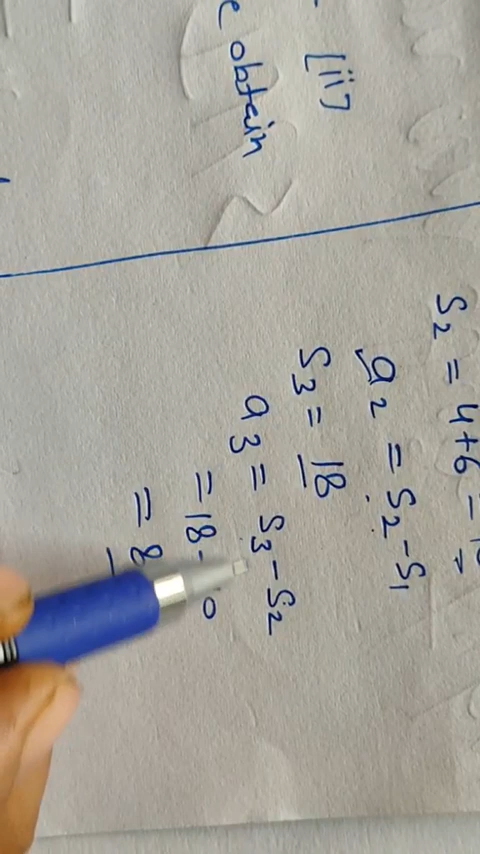 [ii]
e obtain
S2 = 4+6 =
a2 = S2-S1
S3 = 18
a3 = S3-S2
= 18-
= 8